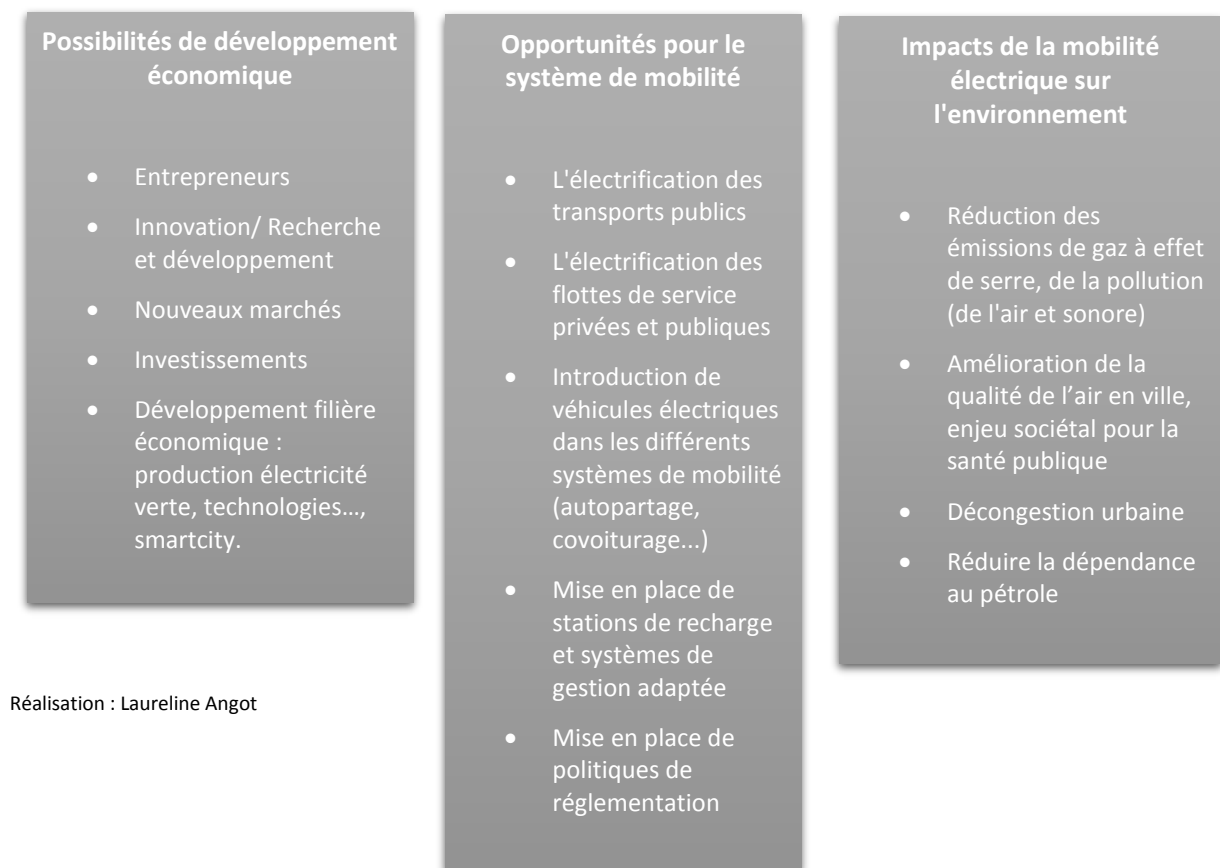 Possibilités de développement
économique
• Entrepreneurs
• Innovation/ Recherche
et développement
• Nouveaux marchés
• Investissements
• Développement filière
économique :
production électricité
verte, technologies...,
smartcity.
Opportunités pour le
système de mobilité
• L'électrification des
transports publics
• L'électrification des
flottes de service
privées et publiques
• Introduction de
véhicules électriques
dans les différents
systèmes de mobilité
(autopartage,
covoiturage...)
• Mise en place de
stations de recharge
et systèmes de
gestion adaptée
• Mise en place de
politiques de
réglementation
Impacts de la mobilité
électrique sur
l'environnement
• Réduction des
émissions de gaz à effet
de serre, de la pollution
(de l'air et sonore)
• Amélioration de la
qualité de l’air en ville,
enjeu sociétal pour la
santé publique
• Décongestion urbaine
• Réduire la dépendance
au pétrole
Réalisation : Laureline Angot